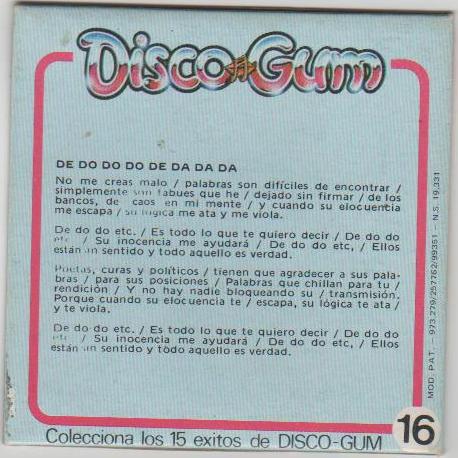 Disco Gum
DE DO DO DO DE DA DA DA
No me creas malo / palabras son difíciles de encontrar /
simplemente son fabues que he / dejado sin firmar / de los
bancos, de caos en mi mente / y cuando su elocuencia
me escapa / su lógica me ata y me viola.
De do do etc. / Es todo lo que te quiero decir / De do do
etc. / Su inocencia me ayudará / De do do etc, / Ellos
están sin sentido y todo aquello es verdad.
Poetas, curas y políticos / tienen que agradecer a sus pala-
bras / para sus posiciones / Palabras que chillan para tu /
rendición / Y no hay nadie bloqueando su / transmisión.
Porque cuando su elocuencia te / escapa, su lógica te ata /
y te viola.
De do do etc. / Es todo lo que te quiero decir / De do do
etc. / Su inocencia me ayudará / De do do etc, / Ellos
están sin sentido y todo aquello es verdad.
MOD. PAT. - 973.279/257762/99351 - N.S. 19.331
Colecciona los 15 exitos de DISCO-GUM
16